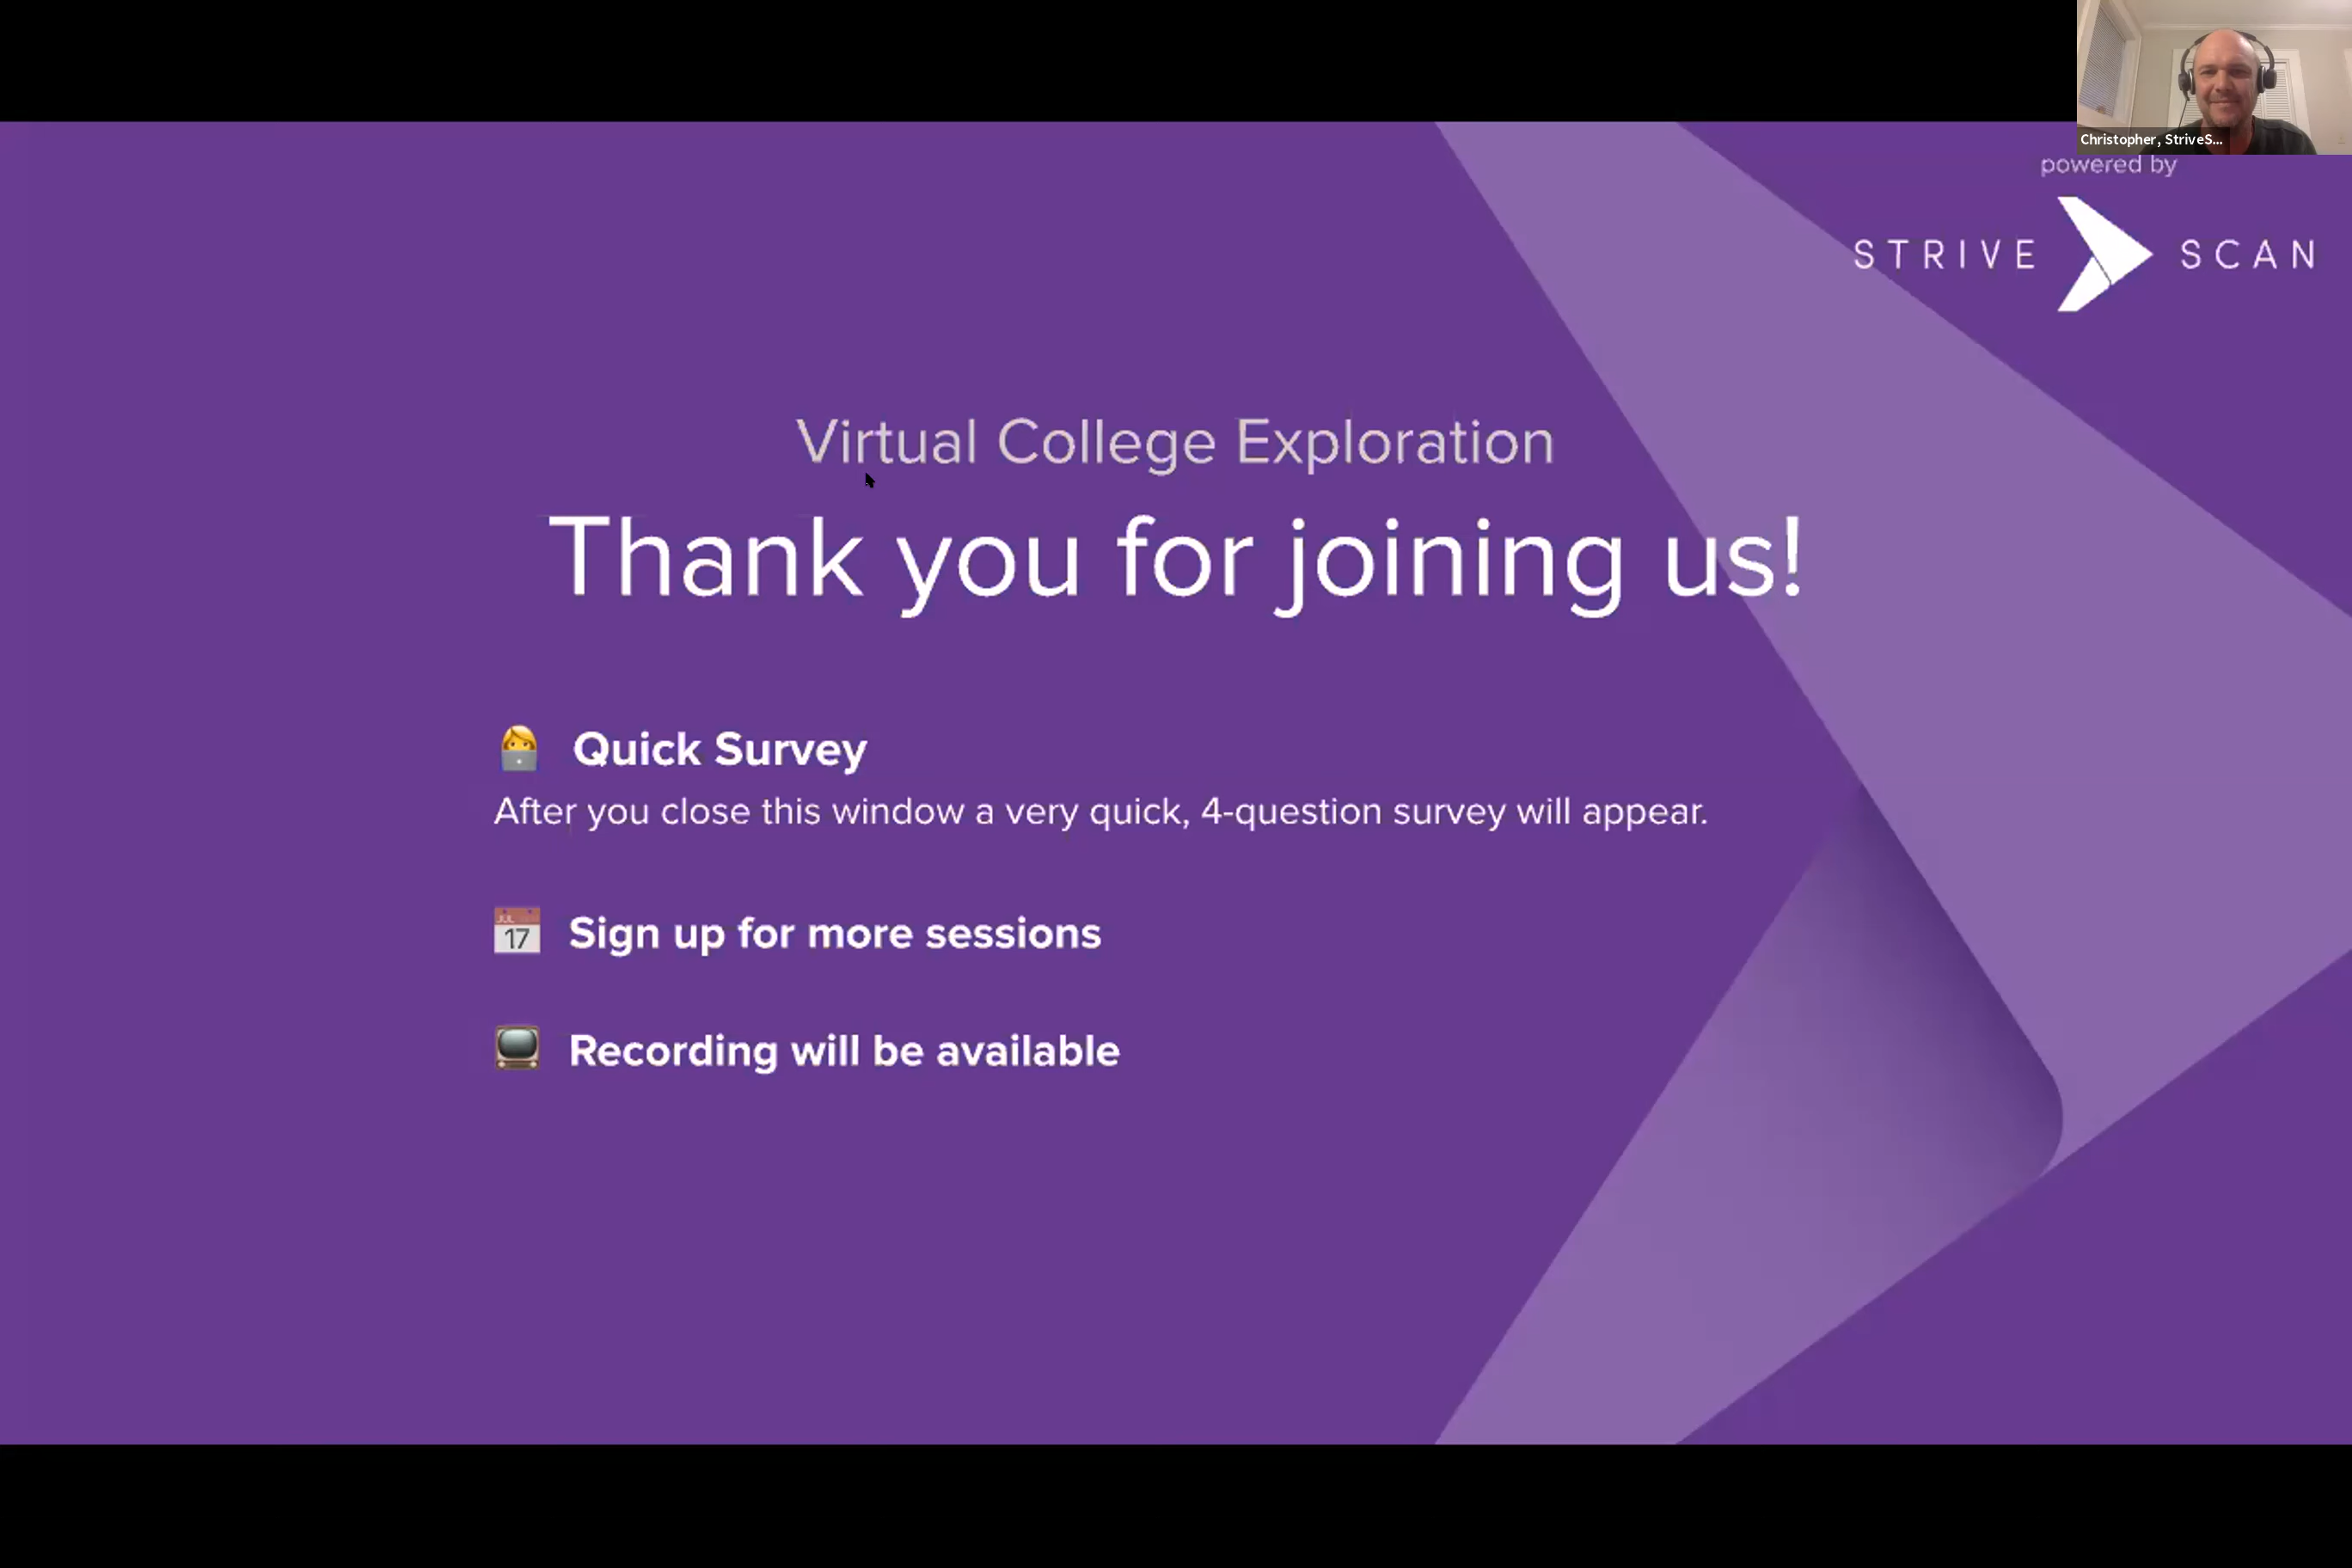 Christopher, StriveS...
powered by
STRIVE SCAN
Virtual College Exploration
Thank you for joining us!
Quick Survey
After you close this window a very quick, 4-question survey will appear.
JUL
17
Sign up for more sessions
Recording will be available